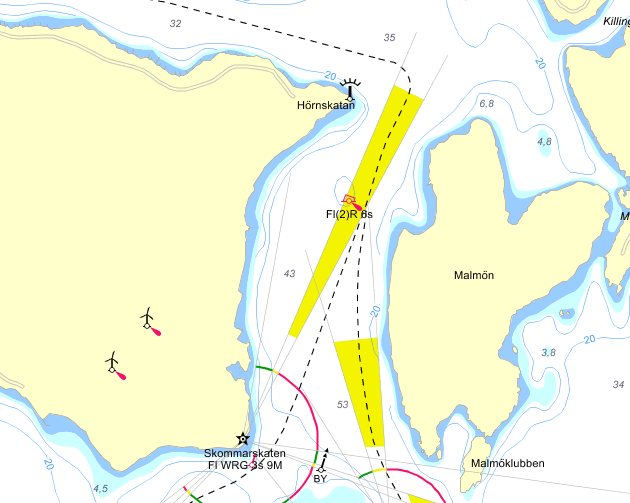 32
35
Killing
20
20
Hörnskatan
6,8
4,8
Fl(2)R 6s
M
43
Malmön
20
20
3,8
34
53
Skommarskaten
Fl WRG 3s 9M
20
Malmöklubben
BY
4,5